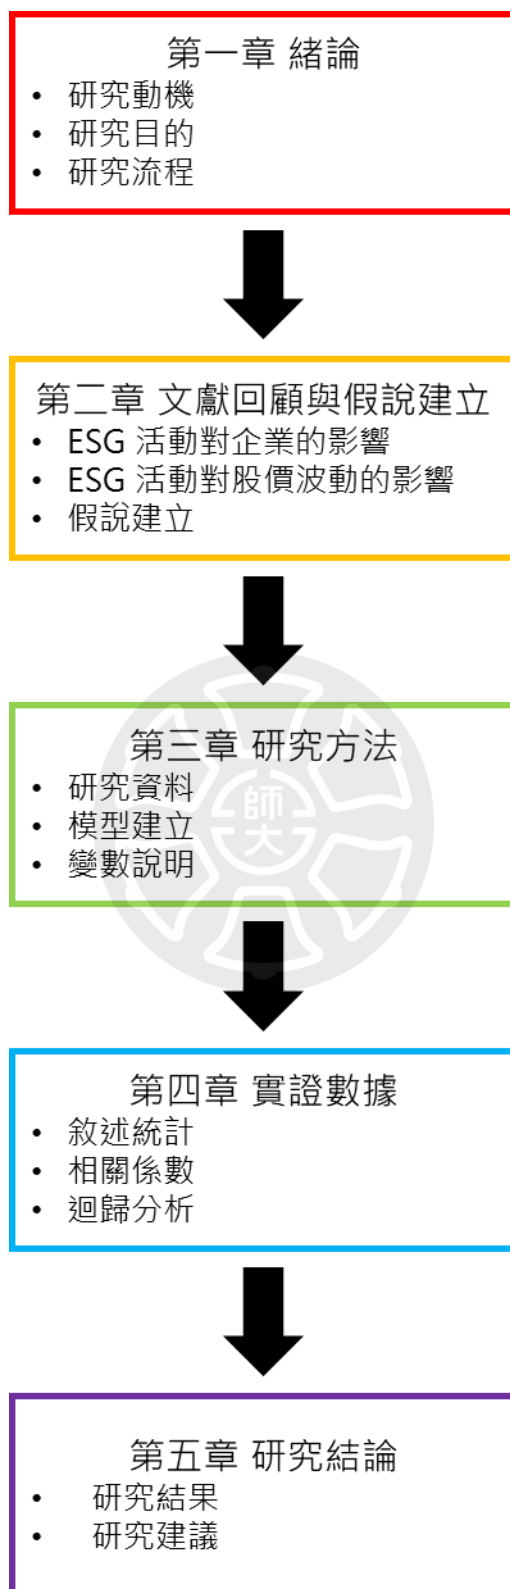 第一章 緒論
• 研究動機
• 研究目的
• 研究流程
第二章 文獻回顧與假說建立
• ESG 活動對企業的影響
• ESG 活動對股價波動的影響
• 假說建立
第三章 研究方法
• 研究資料
• 模型建立
• 變數說明
師大
第四章 實證數據
• 敘述統計
• 相關係數
• 迴歸分析
第五章 研究結論
• 研究結果
• 研究建議